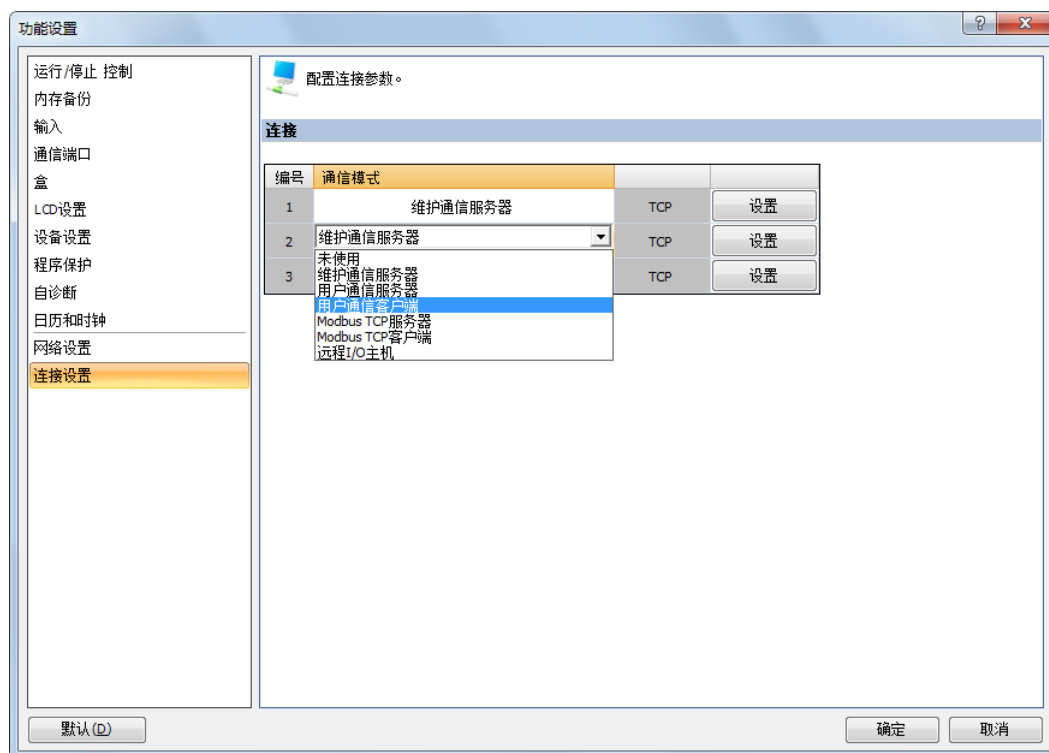 功能设置
运行/停止 控制
内存备份
输入
通信端口
盒
LCD设置
设备设置
程序保护
自诊断
日历和时钟
网络设置
连接设置
配置连接参数。
连接
编号 通信模式
1 维护通信服务器 TCP 设置
2 维护通信服务器 TCP 设置
3 TCP 设置
未使用
维护通信服务器
用户通信服务器
用户通信客户端
Modbus TCP服务器
Modbus TCP客户端
远程I/O主机
默认(D) 确定 取消